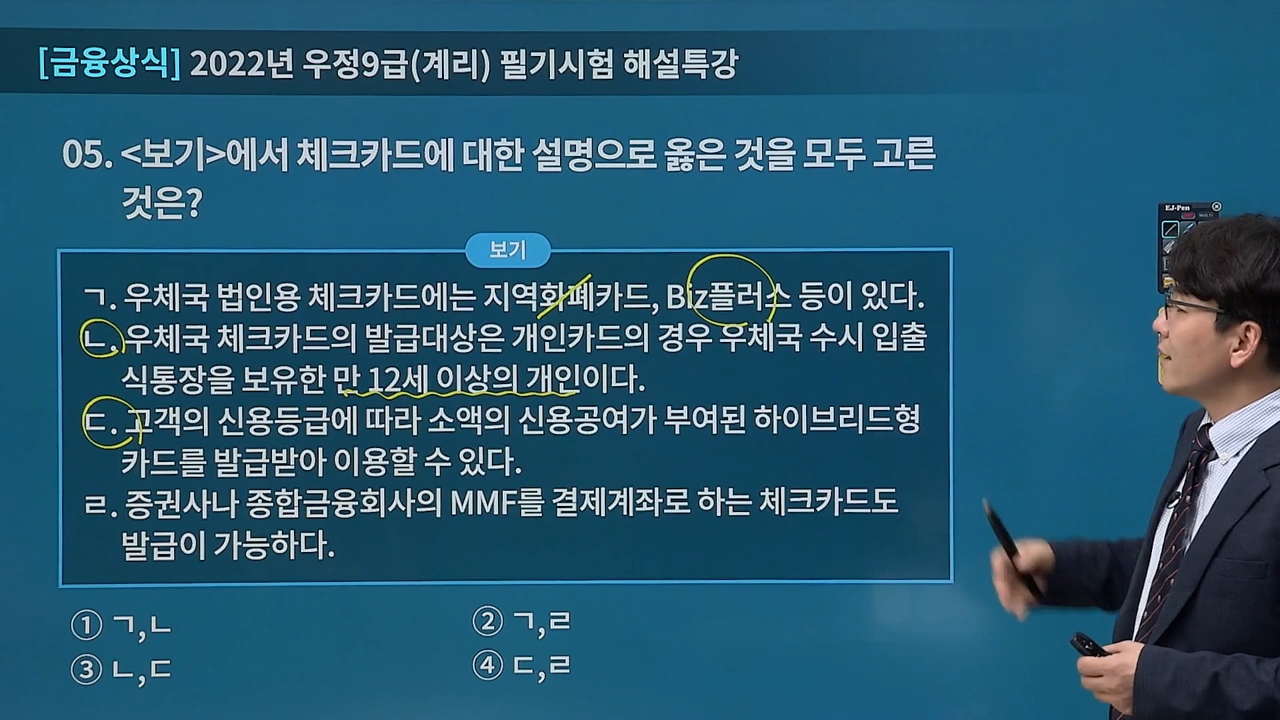 [금융상식] 2022년 우정9급(계리) 필기시험 해설특강
05. <보기>에서 체크카드에 대한 설명으로 옳은 것을 모두 고른
것은?
보기
ㄱ. 우체국 법인용 체크카드에는 지역화폐카드, Biz플러스 등이 있다.
ㄴ. 우체국 체크카드의 발급대상은 개인카드의 경우 우체국 수시 입출
식통장을 보유한 만 12세 이상의 개인이다.
ㄷ. 고객의 신용등급에 따라 소액의 신용공여가 부여된 하이브리드형
카드를 발급받아 이용할 수 있다.
ㄹ. 증권사나 종합금융회사의 MMF를 결제계좌로 하는 체크카드도
발급이 가능하다.
① ㄱ,ㄴ
② ㄱ,ㄹ
③ ㄴ,ㄷ
④ ㄷ,ㄹ
EJ-Pen